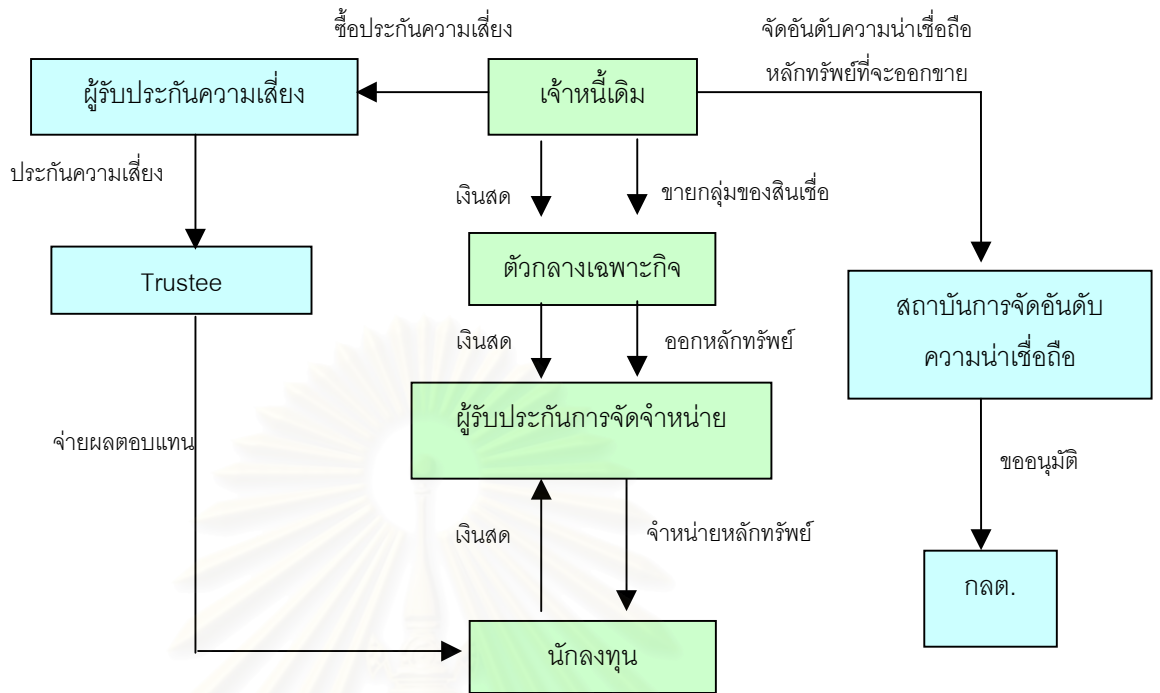 ซื้อประกันความเสี่ยง
จัดอันดับความน่าเชื่อถือ
หลักทรัพย์ที่จะออกขาย
ผู้รับประกันความเสี่ยง
เจ้าหนี้เดิม
ประกันความเสี่ยง
เงินสด
ขายกลุ่มของสินเชื่อ
Trustee
ตัวกลางเฉพาะกิจ
สถาบันการจัดอันดับ
ความน่าเชื่อถือ
เงินสด
ออกหลักทรัพย์
ผู้รับประกันการจัดจำหน่าย
จ่ายผลตอบแทน
ขออนุมัติ
เงินสด
จำหน่ายหลักทรัพย์
กลต.
นักลงทุน